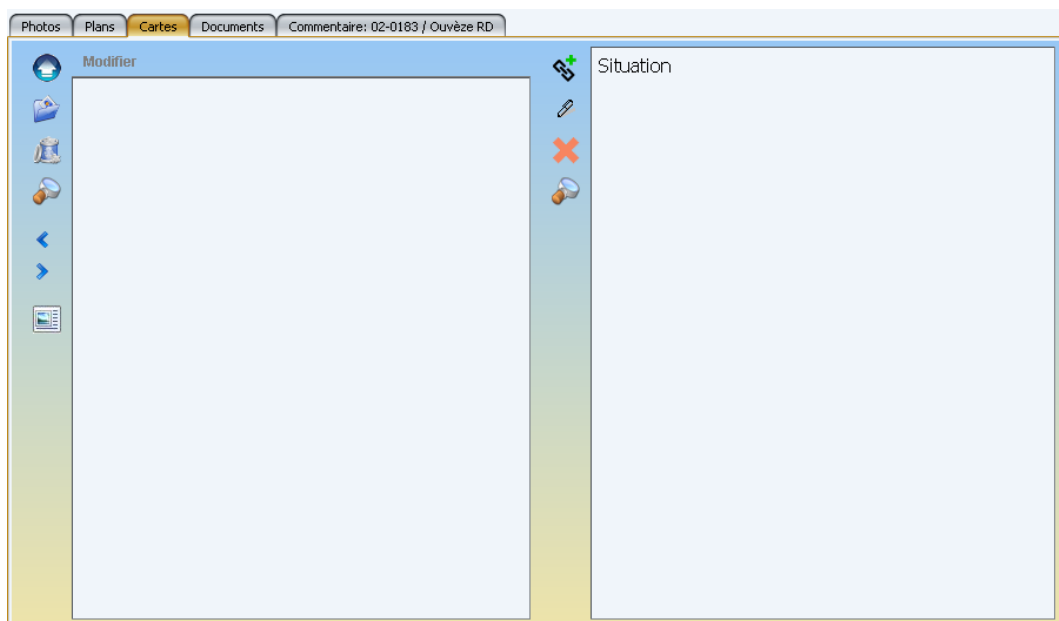 Photos Plans Cartes Documents Commentaire: 02-0183 / Ouvèze RD
Modifier
Situation